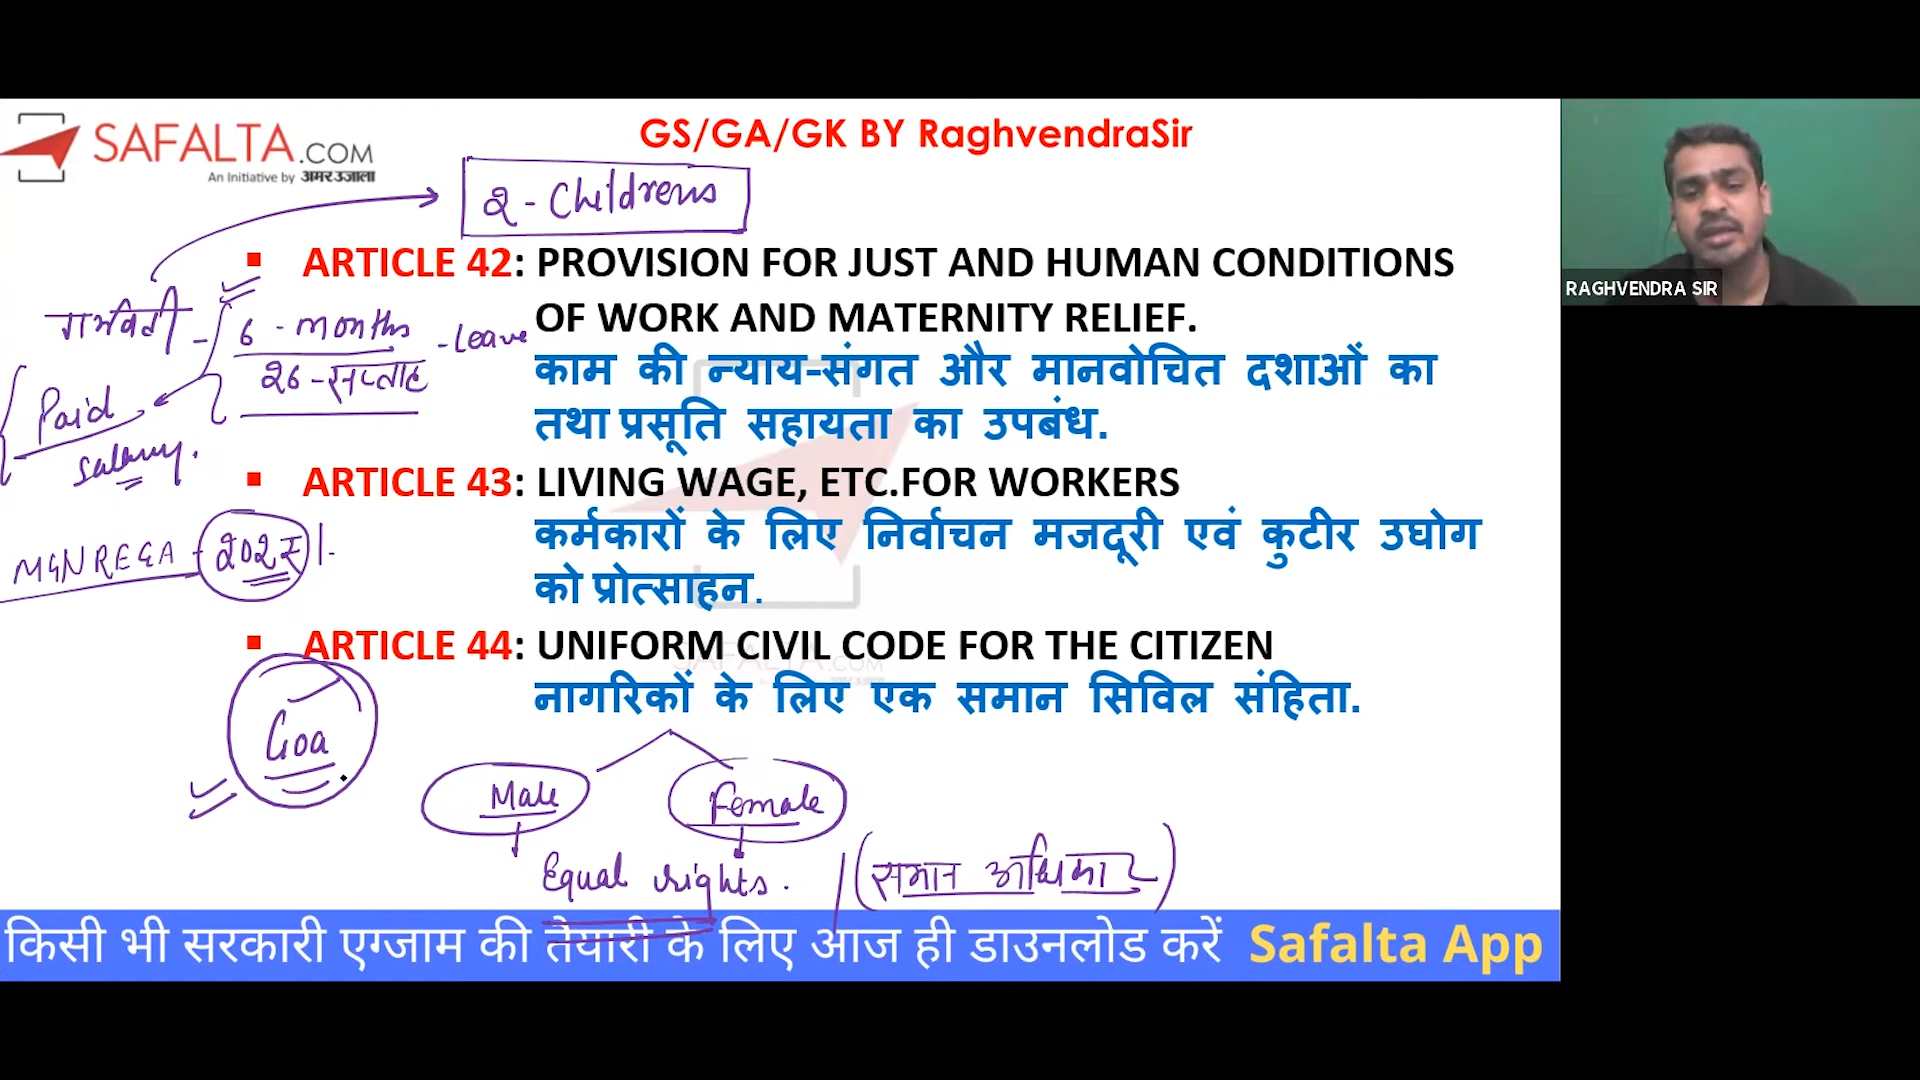 SAFALTA.COM
An Initiative by अमर उजाला
GS/GA/GK BY RaghvendraSir
2 - Childrens
ARTICLE 42: PROVISION FOR JUST AND HUMAN CONDITIONS
OF WORK AND MATERNITY RELIEF.
काम की न्याय-संगत और मानवोचित दशाओं का
तथा प्रसूति सहायता का उपबंध.
गर्भवती - 6 - months - Leave
26 - सप्ताह
Paid
salary.
ARTICLE 43: LIVING WAGE, ETC.FOR WORKERS
कर्मकारों के लिए निर्वाचन मजदूरी एवं कुटीर उघोग
को प्रोत्साहन.
MGNREGA - 202₹/-
ARTICLE 44: UNIFORM CIVIL CODE FOR THE CITIZEN
नागरिकों के लिए एक समान सिविल संहिता.
Goa
Male Female
Equal rights. / (समान अधिकार)
किसी भी सरकारी एग्जाम की तैयारी के लिए आज ही डाउनलोड करें Safalta App
RAGHVENDRA SIR